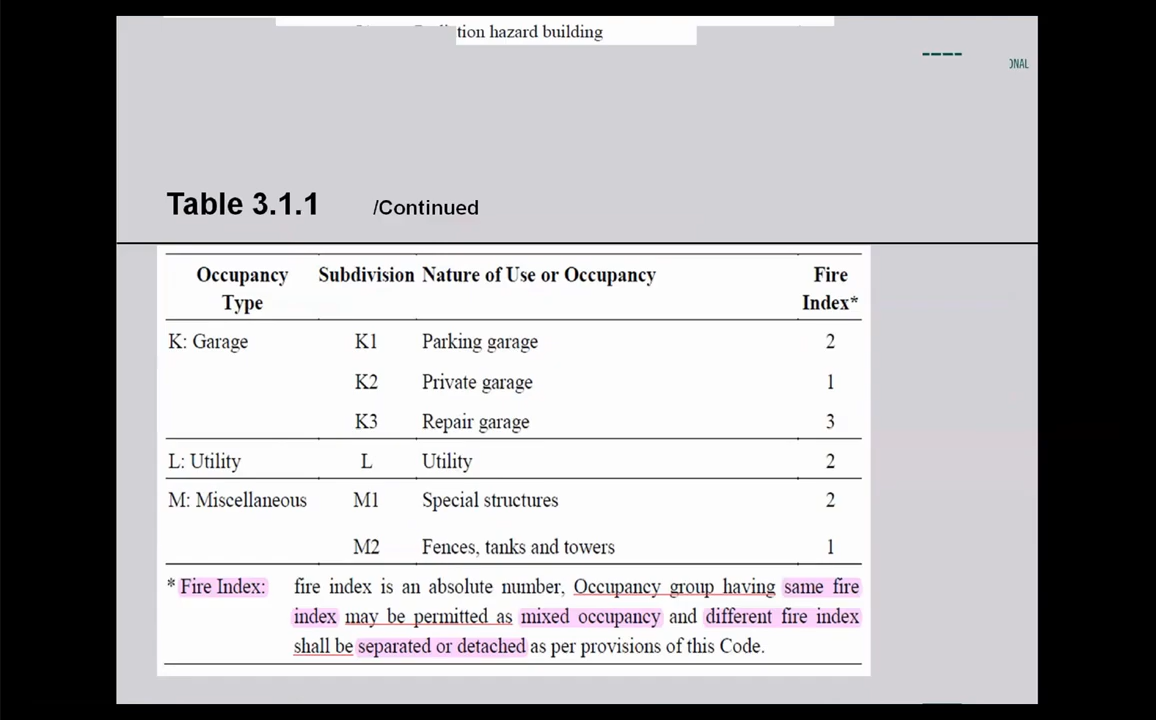 tion hazard building
ONAL
Table 3.1.1 /Continued
Occupancy Type Subdivision Nature of Use or Occupancy Fire Index*
K: Garage K1 Parking garage 2
K2 Private garage 1
K3 Repair garage 3
L: Utility L Utility 2
M: Miscellaneous M1 Special structures 2
M2 Fences, tanks and towers 1
* Fire Index: fire index is an absolute number, Occupancy group having same fire
index may be permitted as mixed occupancy and different fire index
shall be separated or detached as per provisions of this Code.